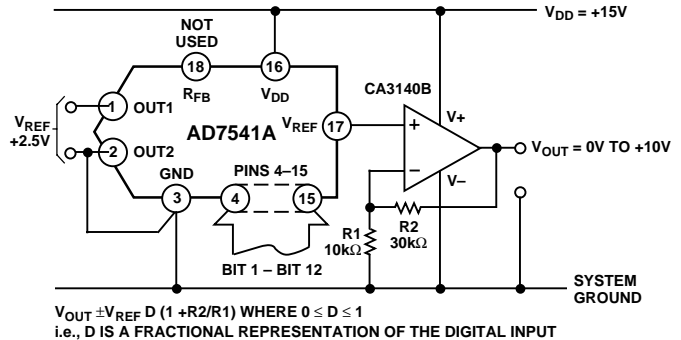 NOT
USED
V_DD = +15V
18
16
CA3140B
R_FB
V_DD
1
OUT1
V_REF
+2.5V
AD7541A
V_REF
17
+
V+
2
OUT2
V_OUT = 0V TO +10V
GND
PINS 4–15
–
V–
3
4
15
R1
10kΩ
R2
30kΩ
BIT 1 – BIT 12
SYSTEM
GROUND
V_OUT ±V_REF D (1 +R2/R1) WHERE 0 ≤ D ≤ 1
i.e., D IS A FRACTIONAL REPRESENTATION OF THE DIGITAL INPUT